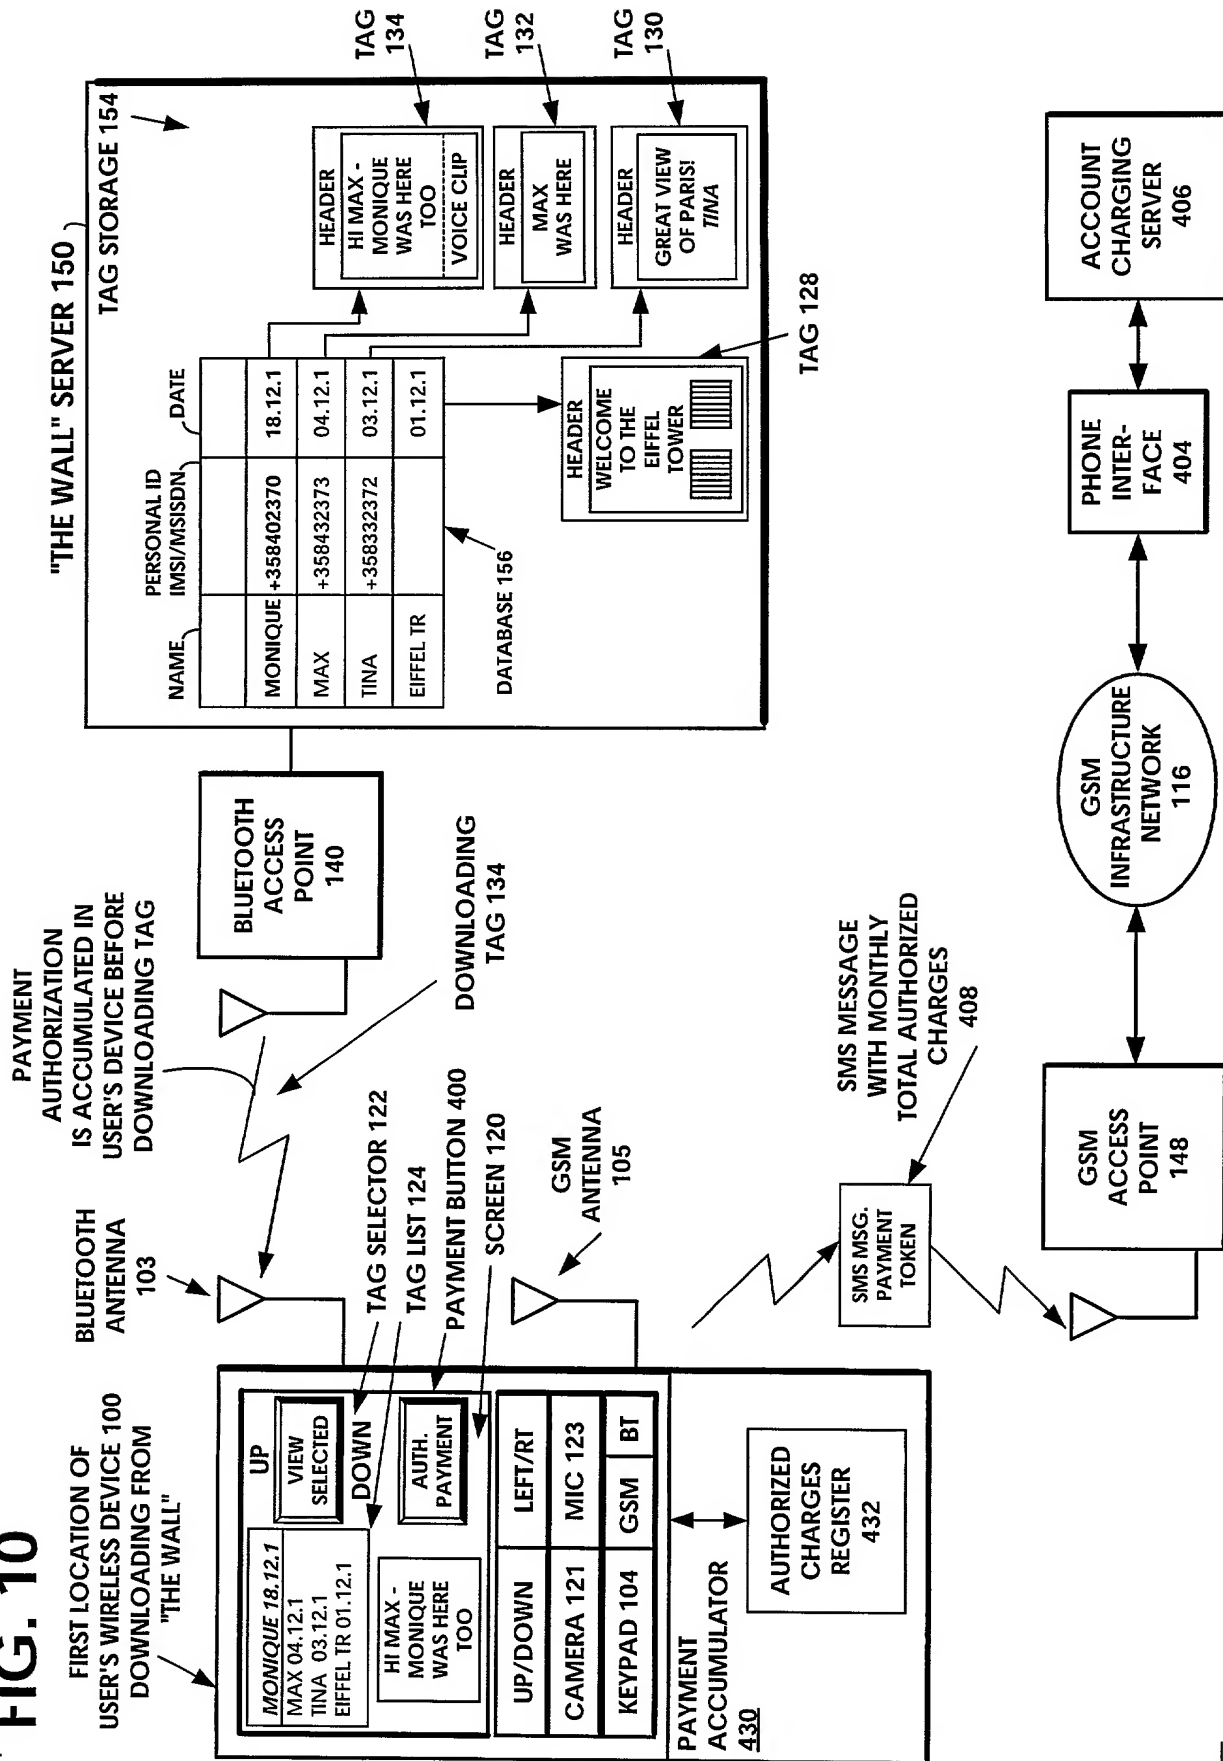 FIG. 10
FIRST LOCATION OF
USER'S WIRELESS DEVICE 100
DOWNLOADING FROM
"THE WALL"
BLUETOOTH
ANTENNA
103
PAYMENT
AUTHORIZATION
IS ACCUMULATED IN
USER'S DEVICE BEFORE
DOWNLOADING TAG
"THE WALL" SERVER 150
TAG STORAGE 154
NAME
PERSONAL ID
IMSI/MSISDN
DATE
MONIQUE +358402370 18.12.1
MAX +358432373 04.12.1
TINA +358332372 03.12.1
EIFFEL TR 01.12.1
DATABASE 156
HEADER
HI MAX -
MONIQUE
WAS HERE
TOO
VOICE CLIP
TAG
134
HEADER
MAX
WAS HERE
TAG
132
HEADER
GREAT VIEW
OF PARIS!
TINA
TAG
130
HEADER
WELCOME
TO THE
EIFFEL
TOWER
TAG 128
BLUETOOTH
ACCESS
POINT
140
DOWNLOADING
TAG 134
MONIQUE 18.12.1
MAX 04.12.1
TINA 03.12.1
EIFFEL TR 01.12.1
UP
VIEW
SELECTED
DOWN
HI MAX -
MONIQUE
WAS HERE
TOO
AUTH.
PAYMENT
TAG SELECTOR 122
TAG LIST 124
PAYMENT BUTTON 400
SCREEN 120
UP/DOWN LEFT/RT
CAMERA 121 MIC 123
KEYPAD 104 GSM BT
GSM
ANTENNA
105
PAYMENT
ACCUMULATOR
430
AUTHORIZED
CHARGES
REGISTER
432
SMS MSG.
PAYMENT
TOKEN
SMS MESSAGE
WITH MONTHLY
TOTAL AUTHORIZED
CHARGES
408
GSM
ACCESS
POINT
148
GSM
INFRASTRUCTURE
NETWORK
116
PHONE
INTER-
FACE
404
ACCOUNT
CHARGING
SERVER
406